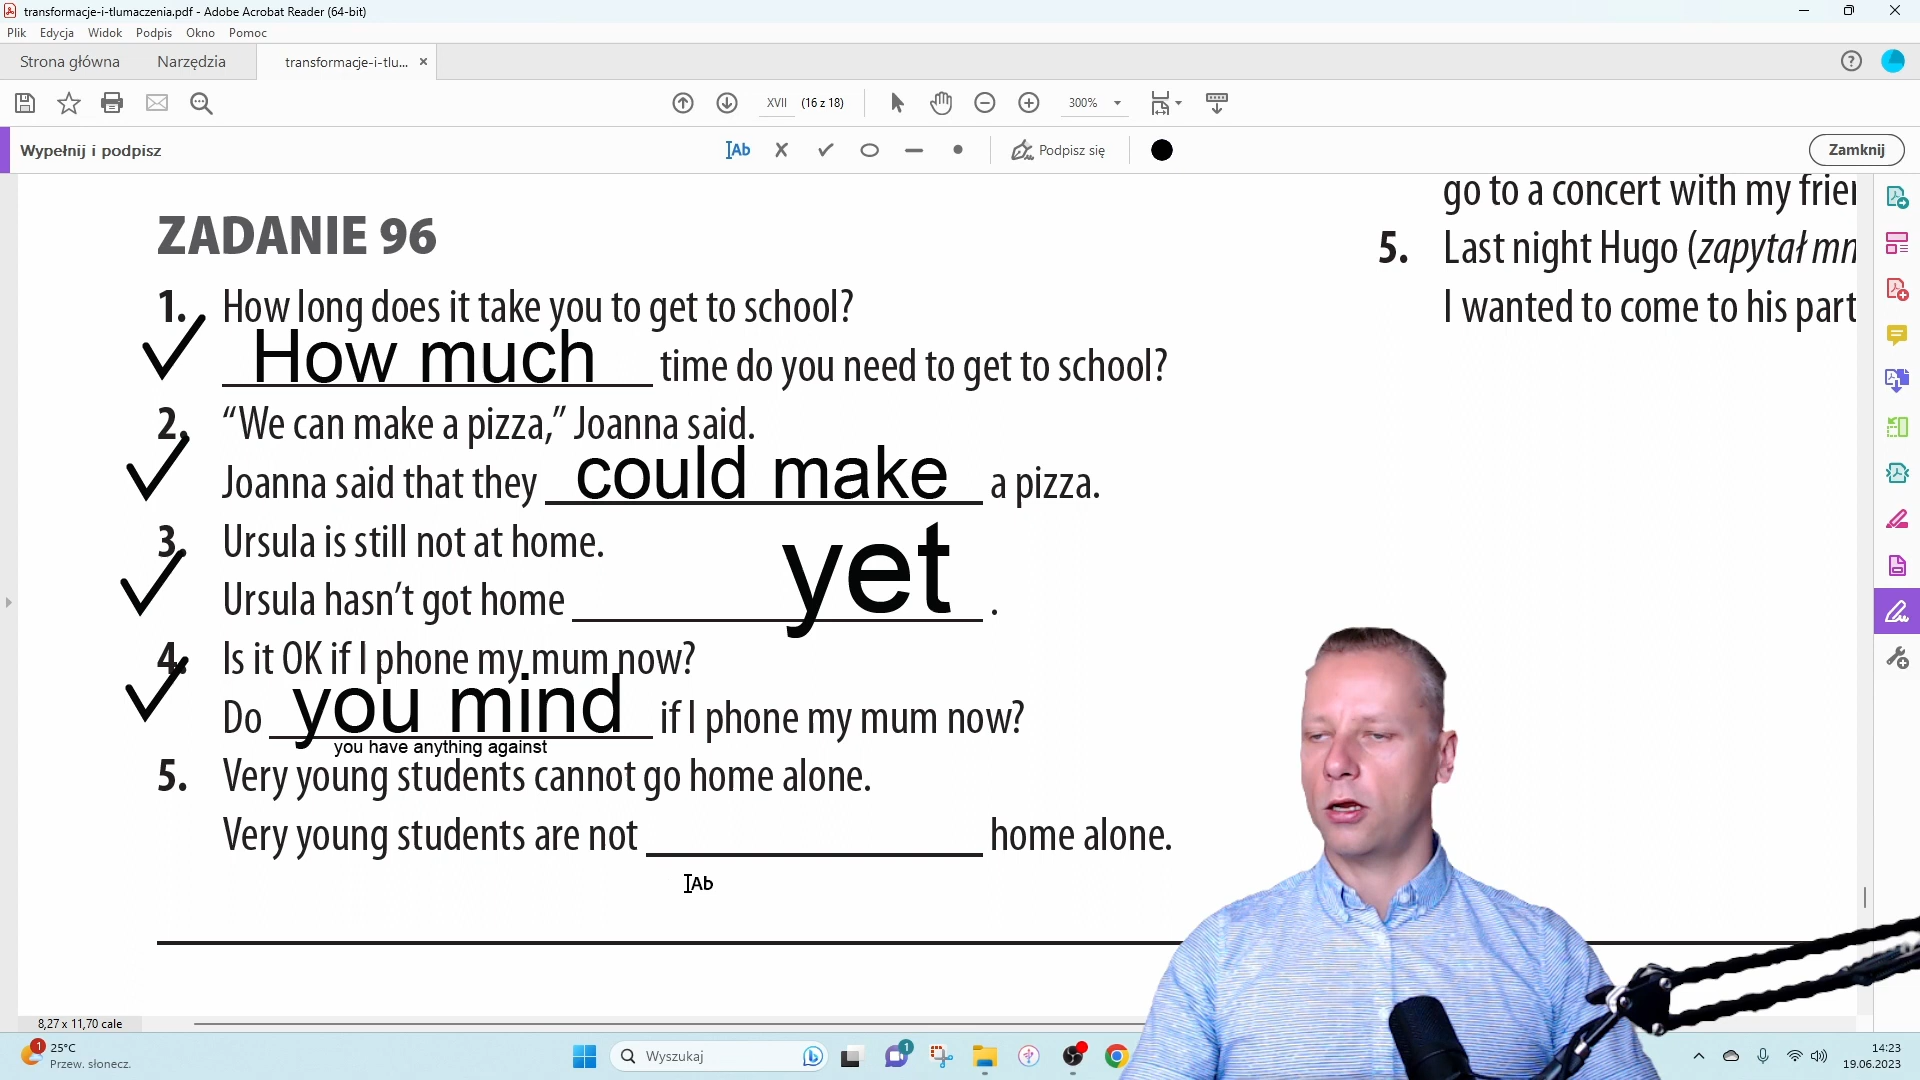 transformacje-i-tlumaczenia.pdf - Adobe Acrobat Reader (64-bit)
Plik Edycja Widok Podpis Okno Pomoc
Strona główna Narzędzia transformacje-i-tlu... ×
XVII (16 z 18) 300%
Wypełnij i podpisz Ab Podpisz się Zamknij
ZADANIE 96
1. How long does it take you to get to school?
How much time do you need to get to school?
2. “We can make a pizza,” Joanna said.
Joanna said that they could make a pizza.
3. Ursula is still not at home.
Ursula hasn’t got home yet .
4. Is it OK if I phone my mum now?
Do you mind if I phone my mum now?
you have anything against
5. Very young students cannot go home alone.
Very young students are not ____ home alone.
Ab
go to a concert with my frien
5. Last night Hugo (zapytał mn
I wanted to come to his part
8,27 x 11,70 cale
1
25°C
Przew. słonecz.
Wyszukaj
1
14:23
19.06.2023